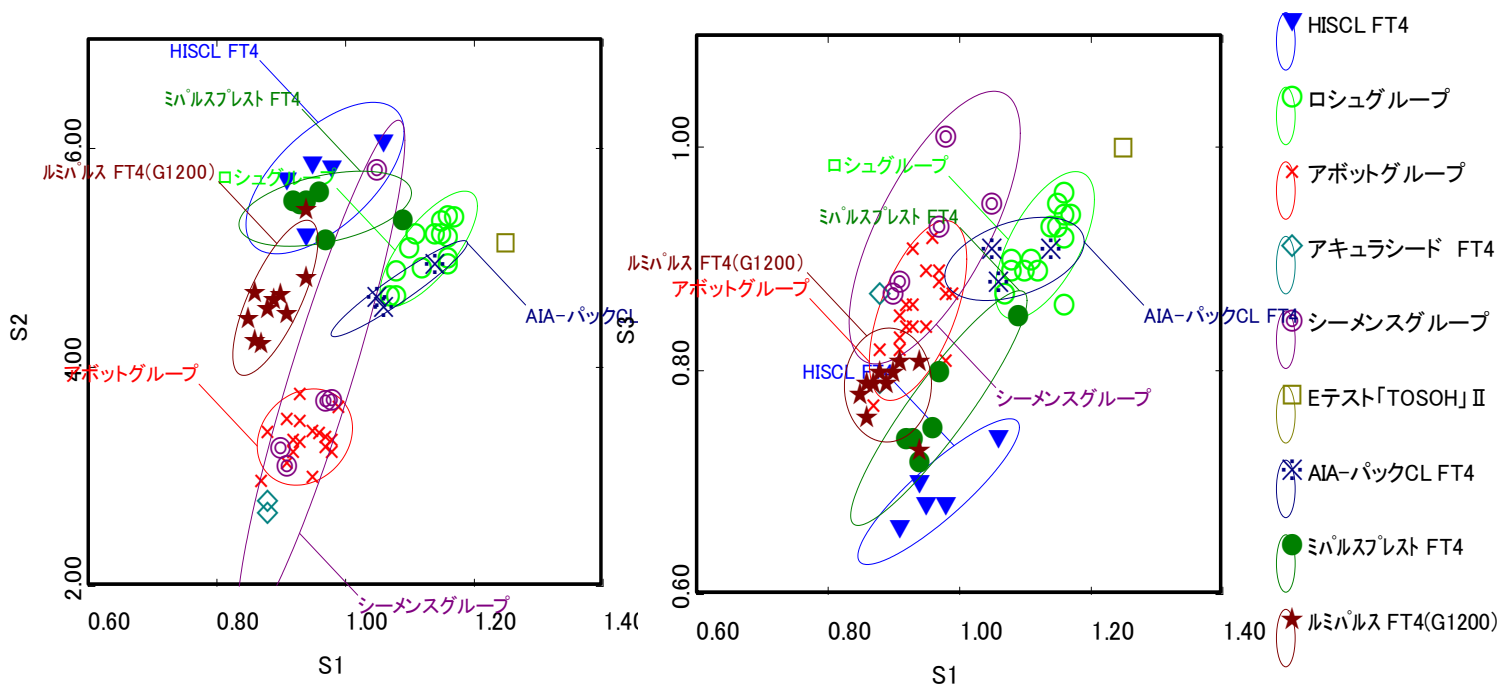 HISCL FT4
ミパルスプレスト FT4
ルミパルス FT4(G1200)
ロシュグループ
アボットグループ
AIA-パックCL
シーメンスグループ
S2
6.00
4.00
2.00
0.60
0.80
1.00
1.20
1.40
S1
ロシュグループ
ミパルスプレスト FT4
ルミパルス FT4(G1200)
アボットグループ
AIA-パックCL FT4
HISCL FT4
シーメンスグループ
S3
1.00
0.80
0.60
0.60
0.80
1.00
1.20
1.40
S1
HISCL FT4
ロシュグループ
アボットグループ
アキュラシード FT4
シーメンスグループ
Eテスト「TOSOH」Ⅱ
AIA-パックCL FT4
ミパルスプレスト FT4
ルミパルス FT4(G1200)